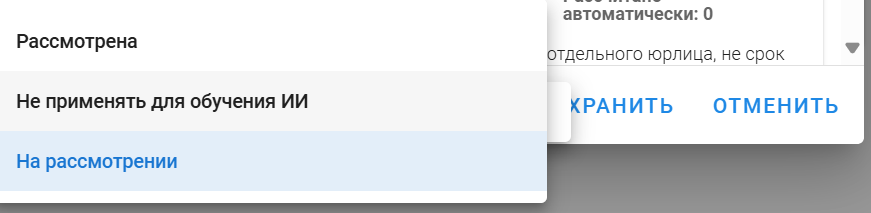 автоматически: 0
Рассмотрена
отдельного юрлица, не срок
Не применять для обучения ИИ
ХРАНИТЬ
ОТМЕНИТЬ
На рассмотрении